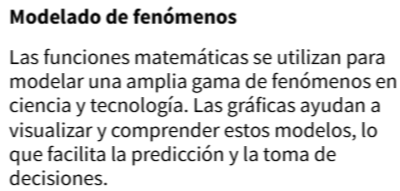 Modelado de fenómenos
Las funciones matemáticas se utilizan para
modelar una amplia gama de fenómenos en
ciencia y tecnología. Las gráficas ayudan a
visualizar y comprender estos modelos, lo
que facilita la predicción y la toma de
decisiones.